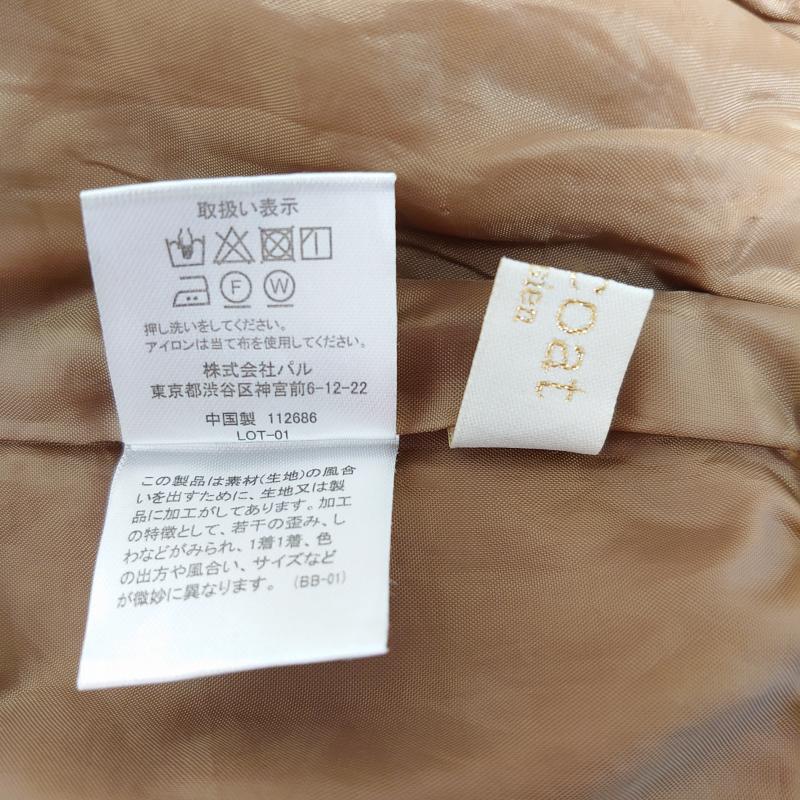 取扱い表示
F W
押し洗いをしてください。
アイロンは当て布を使用してください。
株式会社パル
東京都渋谷区神宮前6-12-22
中国製 112686
LOT-01
この製品は素材(生地)の風合
いを出すために、生地又は製
品に加工がしてあります。加工
の特徴として、若干の歪み、し
わなどがみられ、1着1着、色
の出方や風合い、サイズなど
が微妙に異なります。 (BB-01)
coat